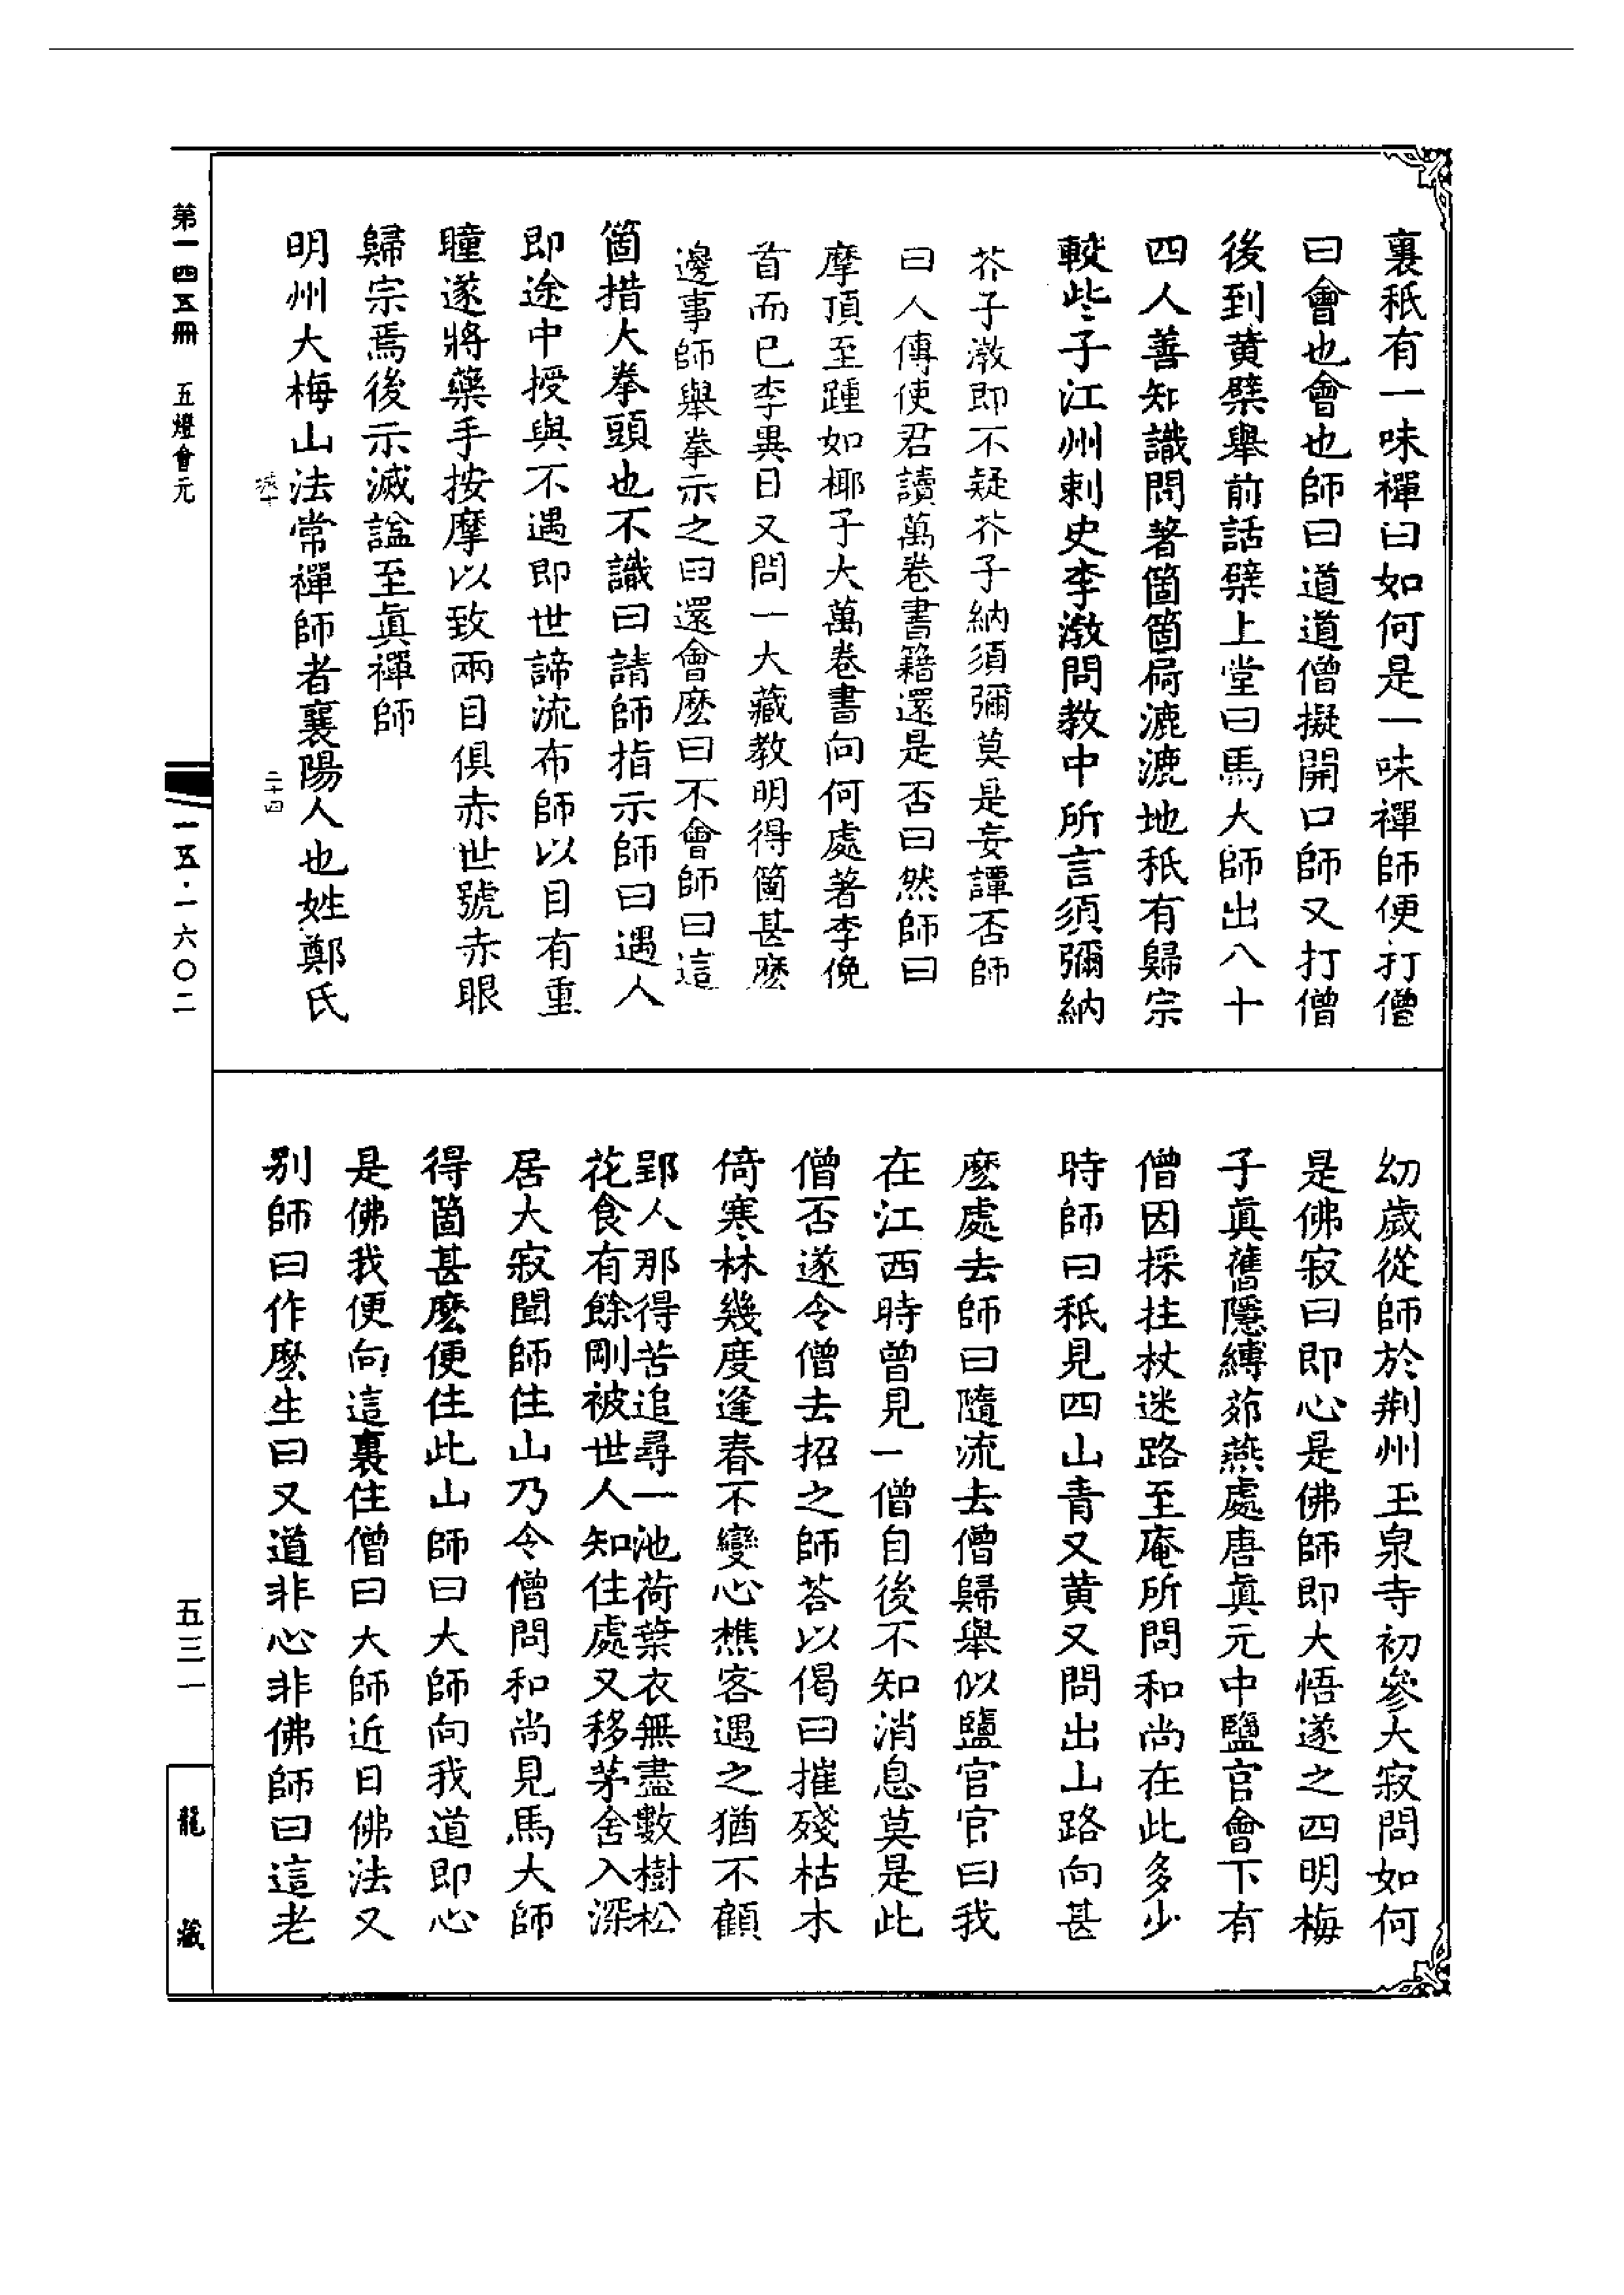 裏秖有一味禪曰如何是一味禪師便打僧
曰會也會也師曰道道僧擬開口師又打僧
後到黄檗舉前話檗上堂曰馬大師出八十
四人善知識問著箇箇屙漉漉地秖有歸宗
較些子江州刺史李渤問教中所言須彌納
芥子渤即不疑芥子納須彌莫是妄譚否師
曰人傳使君讀萬卷書籍還是否曰然師曰
摩頂至踵如椰子大萬卷書向何處著李俛
首而已李異日又問一大藏教明得箇甚麽
邊事師舉拳示之曰還會麽曰不會師曰這
箇措大拳頭也不識曰請師指示師曰遇人
即途中授與不遇即世諦流布師以目有重
瞳遂將藥手按摩以致兩目俱赤世號赤眼
歸宗焉後示滅諡至眞禪師
明州大梅山法常禪師者襄陽人也姓鄭氏
二十四
幼歲從師於荆州玉泉寺初參大寂問如何
是佛寂曰即心是佛師即大悟遂之四明梅
子眞舊隱縛茆燕處唐眞元中鹽官會下有
僧因採拄杖迷路至庵所問和尚在此多少
時師曰秖見四山青又黄又問出山路向甚
麽處去師曰隨流去僧歸舉似鹽官官曰我
在江西時曾見一僧自後不知消息莫是此
僧否遂令僧去招之師荅以偈曰摧殘枯木
倚寒林幾度逢春不變心樵客遇之猶不顧
郢人那得苦追尋一池荷葉衣無盡數樹松
花食有餘剛被世人知住處又移茅舍入深
居大寂聞師住山乃令僧問和尚見馬大師
得箇甚麽便住此山師曰大師向我道即心
是佛我便向這裏住僧曰大師近日佛法又
别師曰作麽生曰又道非心非佛師曰這老
第一四五冊 五燈會元
一五·一六〇二
五三一
龍藏